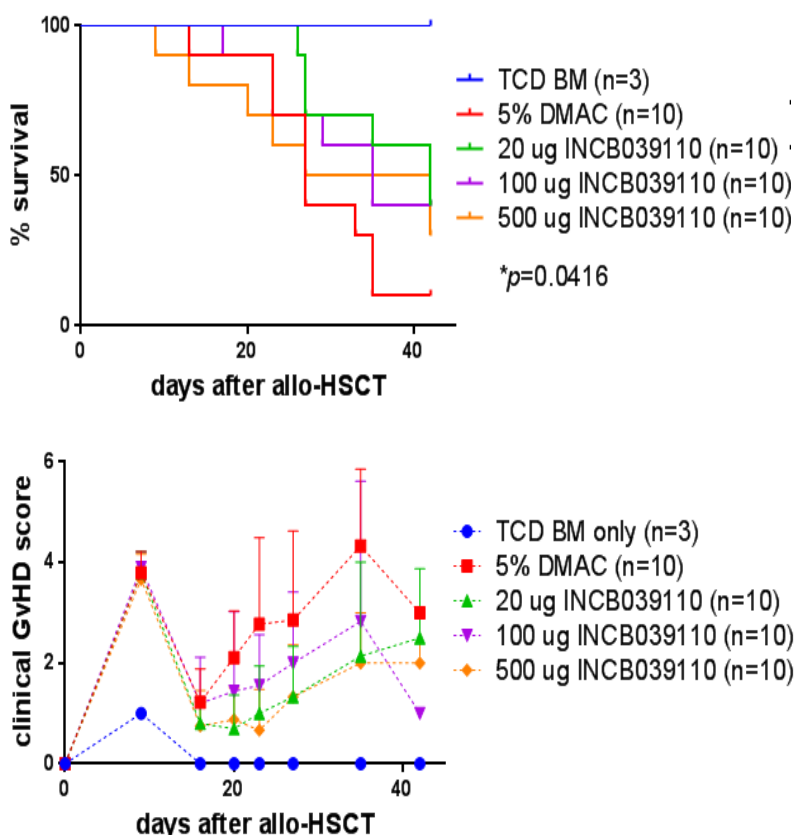 100
50
0
% survival
0
20
40
days after allo-HSCT
TCD BM (n=3)
5% DMAC (n=10)
20 ug INCB039110 (n=10)
100 ug INCB039110 (n=10)
500 ug INCB039110 (n=10)
*p=0.0416
6
4
2
0
clinical GvHD score
0
20
40
days after allo-HSCT
TCD BM only (n=3)
5% DMAC (n=10)
20 ug INCB039110 (n=10)
100 ug INCB039110 (n=10)
500 ug INCB039110 (n=10)